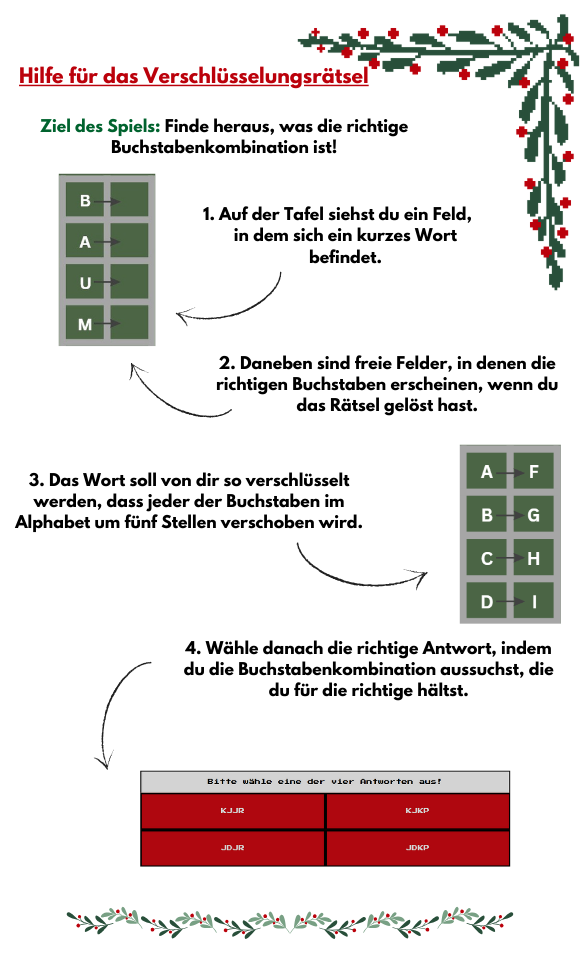 Hilfe für das Verschlüsselungsrätsel
Ziel des Spiels: Finde heraus, was die richtige
Buchstabenkombination ist!
B
A
U
M
1. Auf der Tafel siehst du ein Feld,
in dem sich ein kurzes Wort
befindet.
2. Daneben sind freie Felder, in denen die
richtigen Buchstaben erscheinen, wenn du
das Rätsel gelöst hast.
3. Das Wort soll von dir so verschlüsselt
werden, dass jeder der Buchstaben im
Alphabet um fünf Stellen verschoben wird.
A F
B G
C H
D I
4. Wähle danach die richtige Antwort, indem
du die Buchstabenkombination aussuchst, die
du für die richtige hältst.
Bitte wähle eine der vier Antworten aus!
KJJR KJKP
JDJR JDKP